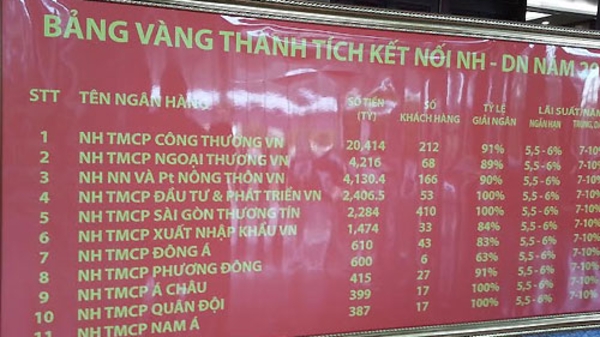 BẢNG VÀNG THÀNH TÍCH KẾT NỐI NH - DN NĂM 20
STT TÊN NGÂN HÀNG SỐ TIỀN (TỶ) SỐ KHÁCH HÀNG TỶ LỆ GIẢI NGÂN LÃI SUẤT/NĂM
NGẮN HẠN TRUNG, DÀ
1 NH TMCP CÔNG THƯƠNG VN 20,414 212 91% 5,5 - 6% 7-10%
2 NH TMCP NGOẠI THƯƠNG VN 4,216 68 89% 5,5 - 6% 7-10%
3 NH NN VÀ Pt NÔNG THÔN VN 4,130.4 166 90% 5,5 - 6% 7-10%
4 NH TMCP ĐẦU TƯ & PHÁT TRIỂN VN 2,406.5 53 100% 5,5 - 6% 7-10%
5 NH TMCP SÀI GÒN THƯƠNG TÍN 2,284 410 100% 5,5 - 6% 7-10%
6 NH TMCP XUẤT NHẬP KHẨU VN 1,474 33 84% 5,5 - 6% 7-10%
7 NH TMCP ĐÔNG Á 610 43 83% 5,5 - 6% 7-10%
8 NH TMCP PHƯƠNG ĐÔNG 600 6 63% 5,5 - 6% 7-10%
9 NH TMCP Á CHÂU 415 27 91% 5,5 - 6% 7-10%
10 NH TMCP QUÂN ĐỘI 399 17 100% 5,5 - 6% 7-10%
11 NH TMCP NAM Á 387 17 100% 5,5 - 6% 7-10%